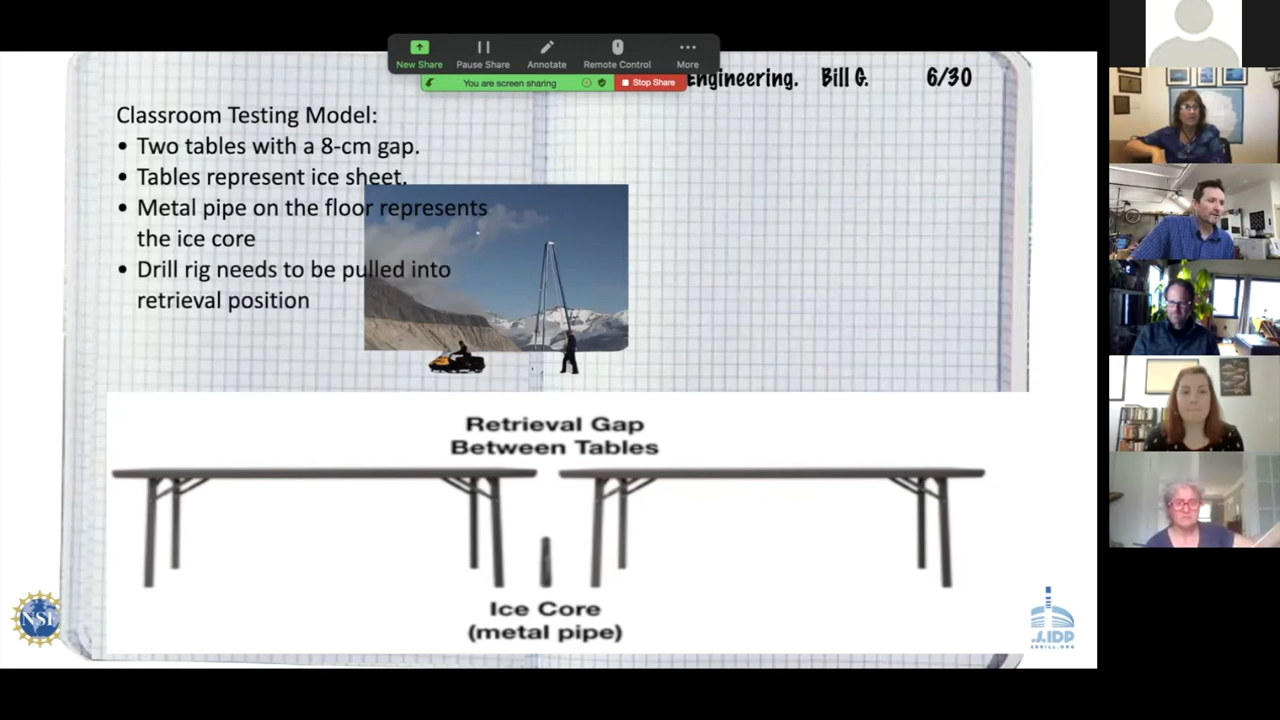 New Share
Pause Share
Annotate
Remote Control
More
You are screen sharing
Stop Share
Engineering. Bill G. 6/30
Classroom Testing Model:
• Two tables with a 8-cm gap.
• Tables represent ice sheet.
• Metal pipe on the floor represents
the ice core
• Drill rig needs to be pulled into
retrieval position
Retrieval Gap
Between Tables
Ice Core
(metal pipe)
NSF
IDP